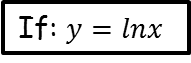 If: y = lnx